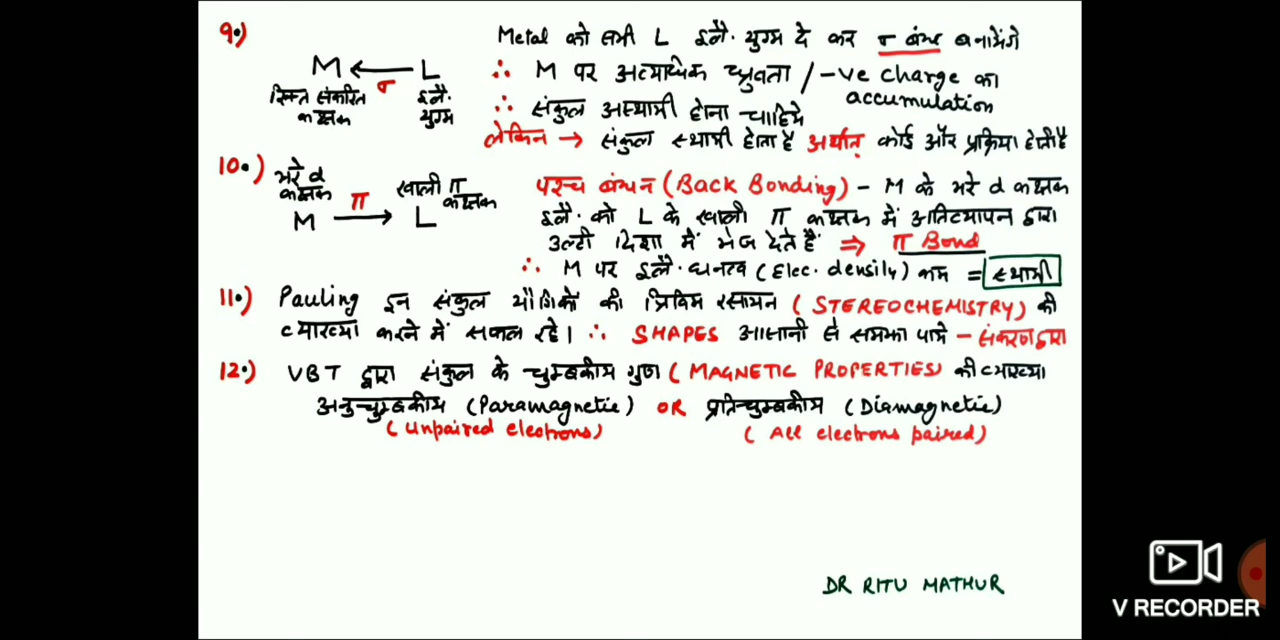 9.) Metal को सभी L इलै. युग्म दे कर σ बंध बनायेंगे
M ← L ∴ M पर अत्याधिक ध्रुवता / -ve charge का
σ accumulation
रिक्त संकरित इलै. ∴ संकुल अस्थायी होना चाहिये
कक्षक युग्म
लेकिन → संकुल स्थायी होता है अर्थात् कोई और प्रक्रिया होती है
10.) भरे d खाली π पश्च बंधन (Back Bonding) - M के भरे d कक्षक
कक्षक π कक्षक
M → L इलै. को L के खाली π कक्षक में अतिव्यापन द्वारा
उल्टी दिशा में भेज देते हैं ⇒ π Bond
∴ M पर इलै. घनत्व (Elec. density) कम = स्थायी
11.) Pauling इन संकुल यौगिकों की त्रिविम रसायन (STEREOCHEMISTRY) की
व्याख्या करने में सफल रहे। ∴ SHAPES आसानी से समझा पाये - संकरण द्वारा
12.) VBT द्वारा संकुल के चुम्बकीय गुण (MAGNETIC PROPERTIES) की व्याख्या
अनुचुम्बकीय (Paramagnetic) OR प्रतिचुम्बकीय (Diamagnetic)
(Unpaired electrons) (All electrons paired)
DR RITU MATHUR
V RECORDER